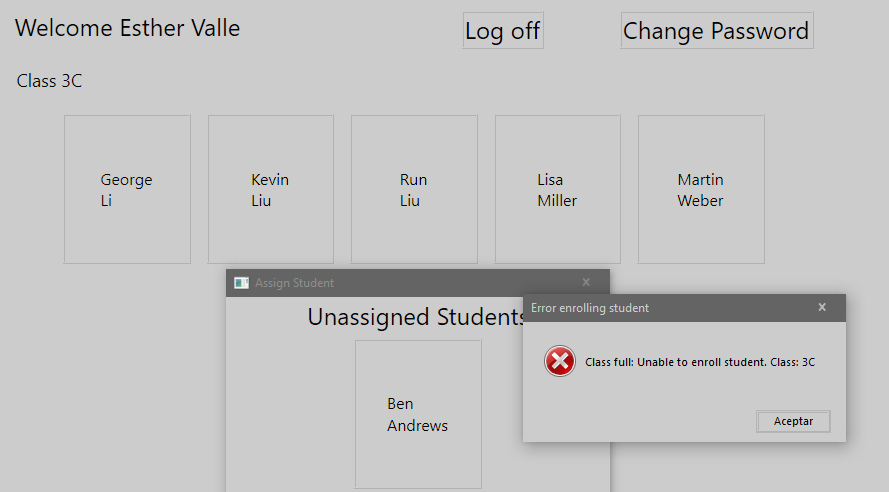 Welcome Esther Valle
Log off
Change Password
Class 3C
George
Li
Kevin
Liu
Run
Liu
Lisa
Miller
Martin
Weber
Assign Student
Unassigned Students
Ben
Andrews
Error enrolling student
Class full: Unable to enroll student. Class: 3C
Aceptar